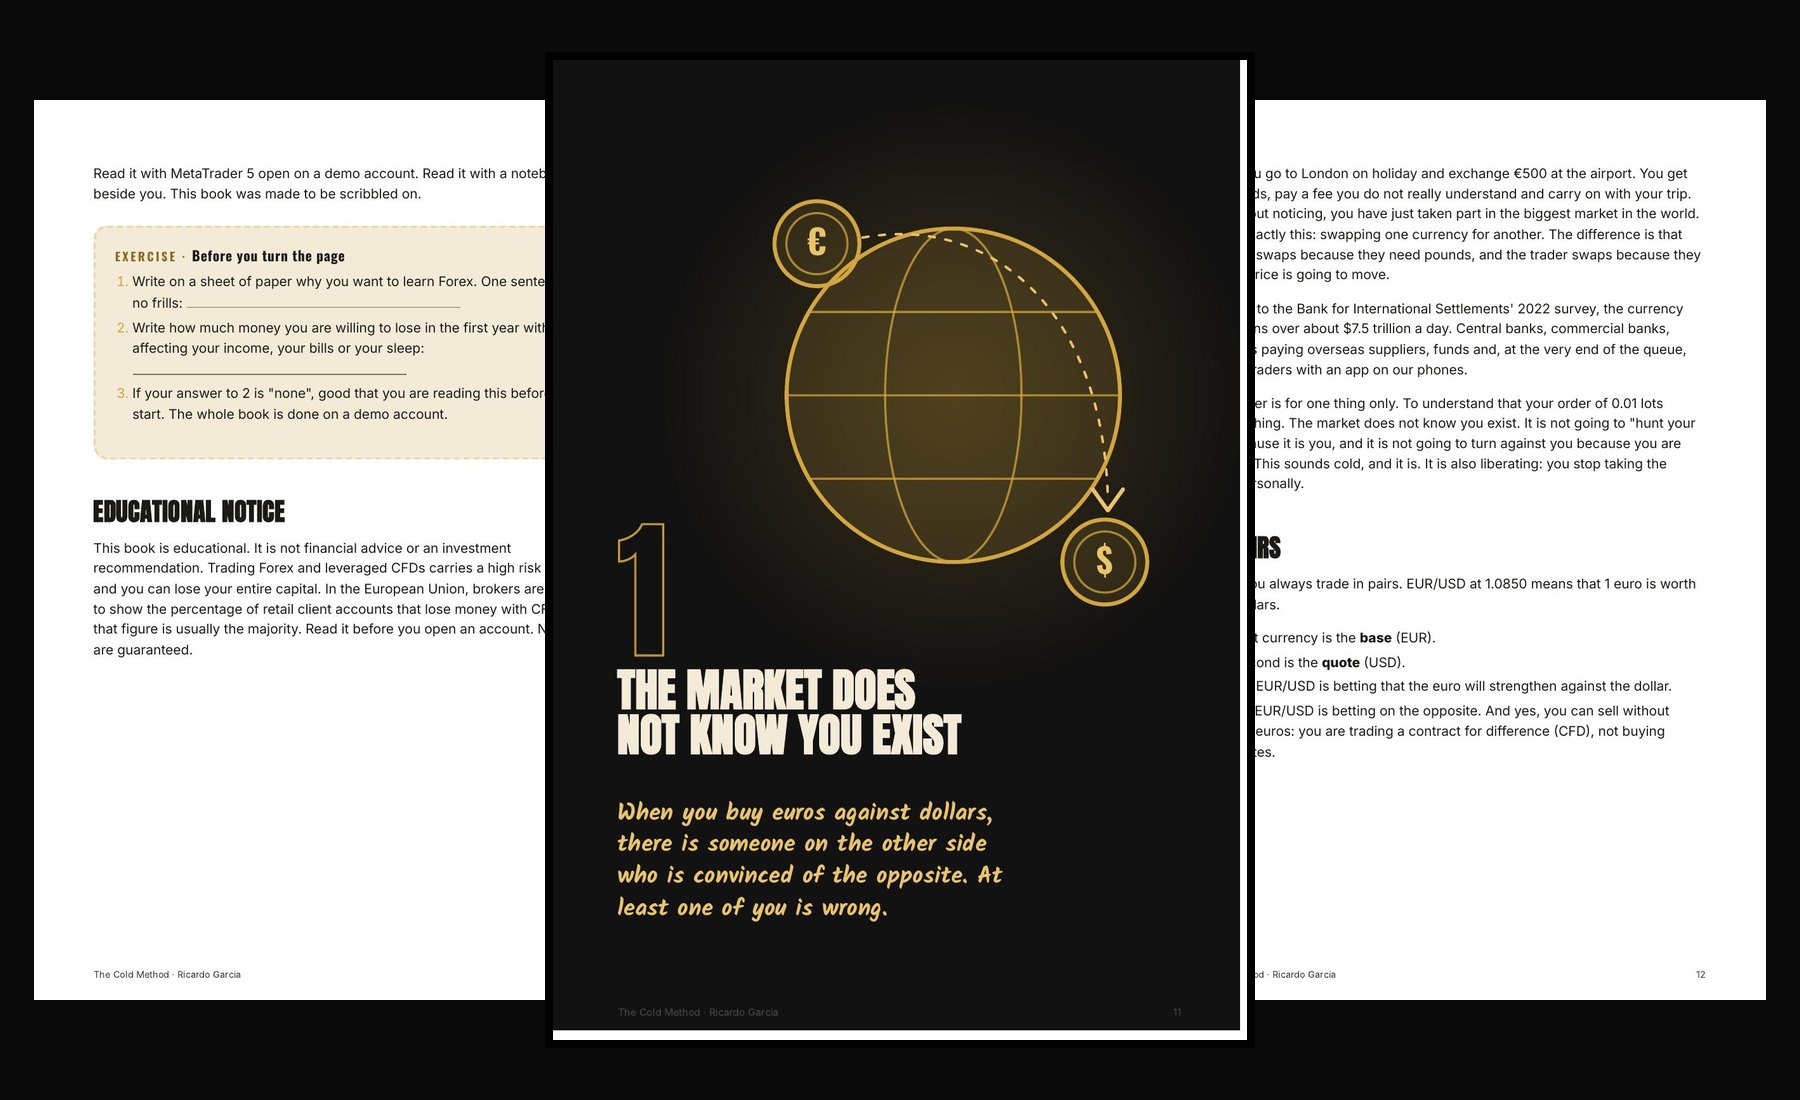 Read it with MetaTrader 5 open on a demo account. Read it with a
beside you. This book was made to be scribbled on.
EXERCISE · Before you turn the page
1. Write on a sheet of paper why you want to learn Forex. One
no frills:
2. Write how much money you are willing to lose in the first year
affecting your income, your bills or your sleep:
3. If your answer to 2 is "none", good that you are reading this
start. The whole book is done on a demo account.
EDUCATIONAL NOTICE
This book is educational. It is not financial advice or an investment
recommendation. Trading Forex and leveraged CFDs carries a high risk
and you can lose your entire capital. In the European Union, brokers are
to show the percentage of retail client accounts that lose money with
that figure is usually the majority. Read it before you open an account.
are guaranteed.
The Cold Method · Ricardo Garcia
€
$
1
THE MARKET DOES
NOT KNOW YOU EXIST
When you buy euros against dollars,
there is someone on the other side
who is convinced of the opposite. At
least one of you is wrong.
The Cold Method · Ricardo Garcia
11
go to London on holiday and exchange €500 at the airport. You get
pay a fee you do not really understand and carry on with your trip.
noticing, you have just taken part in the biggest market in the world.
this: swapping one currency for another. The difference is that
swaps because they need pounds, and the trader swaps because they
is going to move.
to the Bank for International Settlements' 2022 survey, the currency
over about $7.5 trillion a day. Central banks, commercial banks,
paying overseas suppliers, funds and, at the very end of the queue,
with an app on our phones.
is for one thing only. To understand that your order of 0.01 lots
The market does not know you exist. It is not going to "hunt your
it is you, and it is not going to turn against you because you are
This sounds cold, and it is. It is also liberating: you stop taking the
always trade in pairs. EUR/USD at 1.0850 means that 1 euro is worth
currency is the base (EUR).
is the quote (USD).
EUR/USD is betting that the euro will strengthen against the dollar.
EUR/USD is betting on the opposite. And yes, you can sell without
euros: you are trading a contract for difference (CFD), not buying
· Ricardo Garcia
12